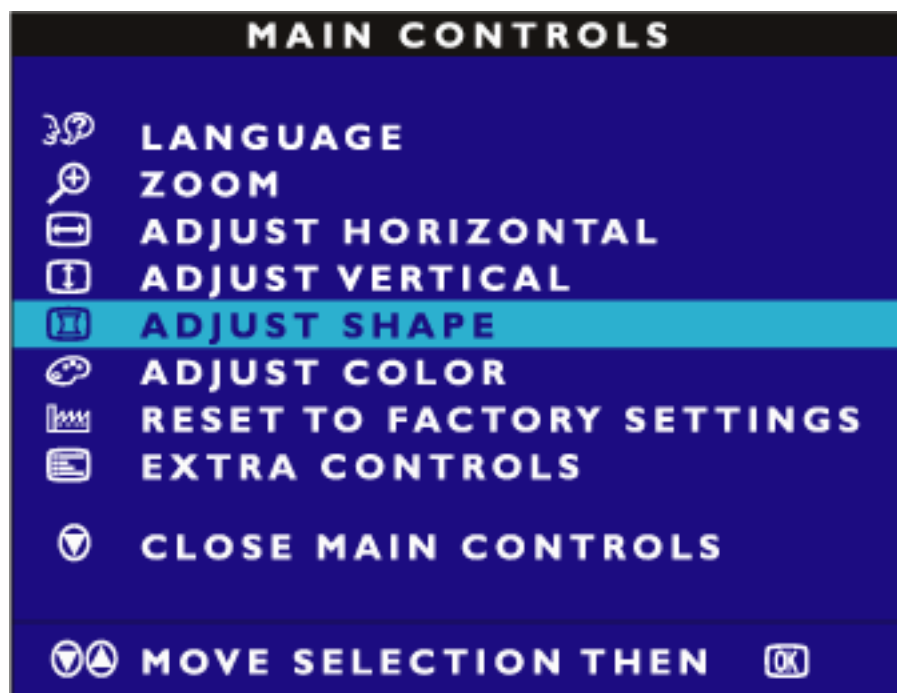 MAIN CONTROLS
LANGUAGE
ZOOM
ADJUST HORIZONTAL
ADJUST VERTICAL
ADJUST SHAPE
ADJUST COLOR
RESET TO FACTORY SETTINGS
EXTRA CONTROLS
CLOSE MAIN CONTROLS
MOVE SELECTION THEN OK